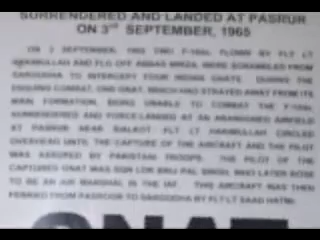 SURRENDERED AND LANDED AT PASRUR
ON 3RD SEPTEMBER, 1965
ON 3 SEPTEMBER, 1965 TWO F-104s, FLOWN BY FLT LT
AND FLG OFF ABBAS MIRZA, WERE SCRAMBLED FROM
SARGODHA TO INTERCEPT FOUR INDIAN GNATS. DURING THE
ENSUING COMBAT, ONE GNAT, WHICH HAD STRAYED AWAY FROM ITS
MAIN FORMATION, BEING UNABLE TO COMBAT THE F-104s,
SURRENDERED AND FORCE LANDED AT AN ABANDONED AIRFIELD
AT PASRUR NEAR SIALKOT. FLT LT HAKIMULLAH CIRCLED
OVERHEAD UNTIL THE CAPTURE OF THE AIRCRAFT AND THE PILOT
WAS ASSURED BY PAKISTANI TROOPS. THE PILOT OF THE
CAPTURED GNAT WAS SQN LDR BRIJ PAL SINGH, WHO LATER ROSE
TO BE AN AIR MARSHAL IN THE IAF. THIS AIRCRAFT WAS THEN
FERRIED FROM PASROOR TO SARGODHA BY FLT LT SAAD HATMI.
GNAT